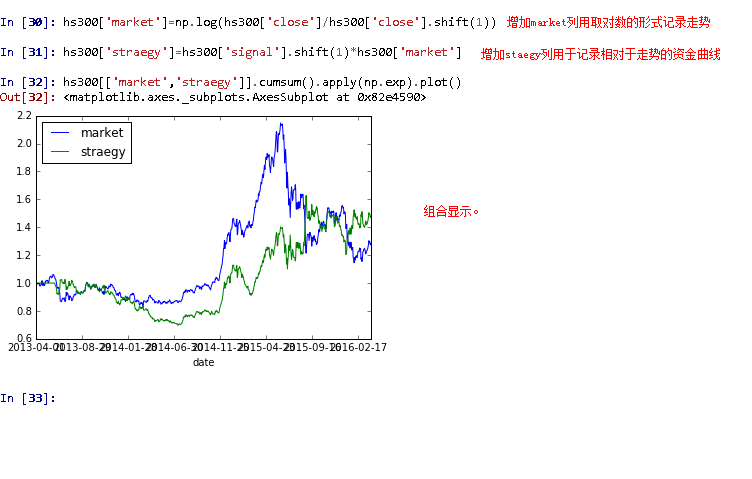 In [30]: hs300['market']=np.log(hs300['close']/hs300['close'].shift(1)) 增加market列用取对数的形式记录走势
In [31]: hs300['straegy']=hs300['signal'].shift(1)*hs300['market'] 增加staegy列用于记录相对于走势的资金曲线
In [32]: hs300[['market','straegy']].cumsum().apply(np.exp).plot()
Out[32]: <matplotlib.axes._subplots.AxesSubplot at 0x82e4590>
2.2
market
straegy
2.0
1.8
1.6
组合显示。
1.4
1.2
1.0
0.8
0.6
2013-04-01 2013-08-29 2014-01-28 2014-06-30 2014-11-25 2015-04-23 2015-09-16 2016-02-17
date
In [33]: